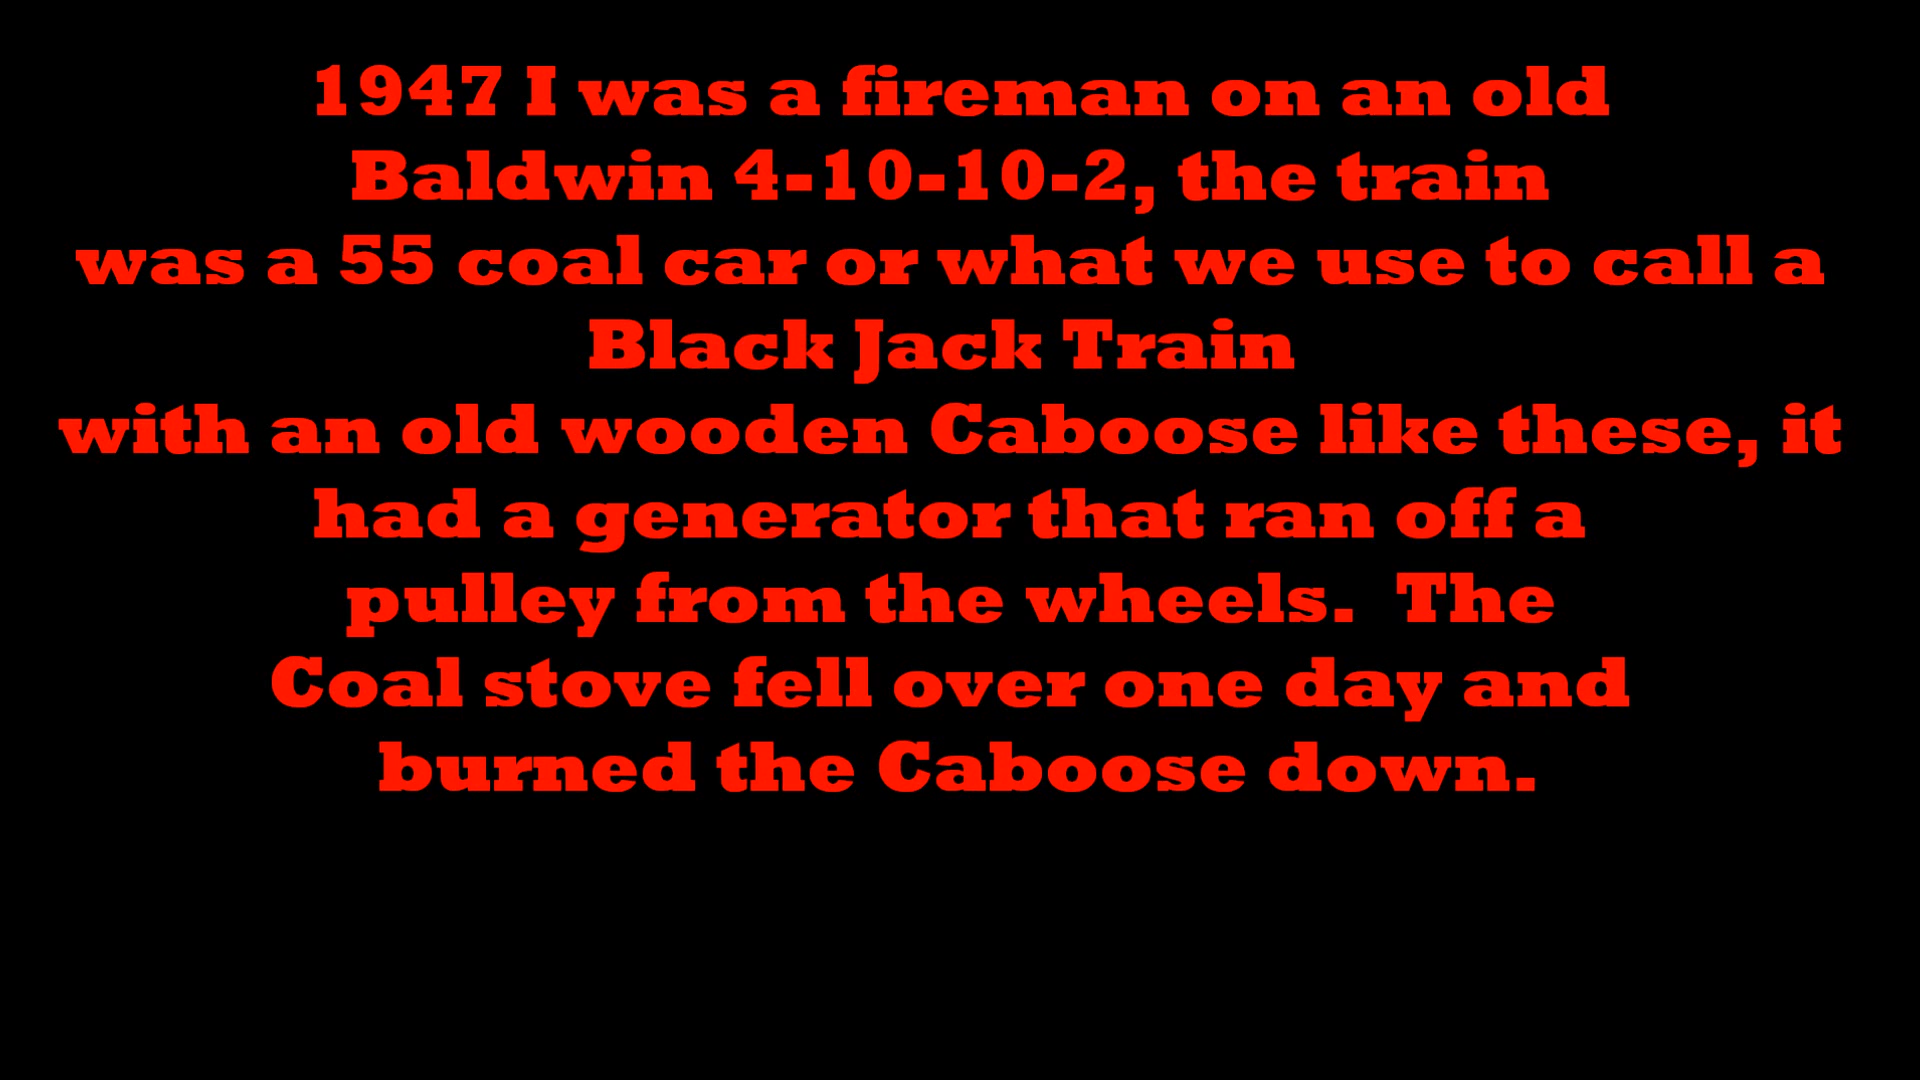 1947 I was a fireman on an old
Baldwin 4-10-10-2, the train
was a 55 coal car or what we use to call a
Black Jack Train
with an old wooden Caboose like these, it
had a generator that ran off a
pulley from the wheels.  The
Coal stove fell over one day and
burned the Caboose down.